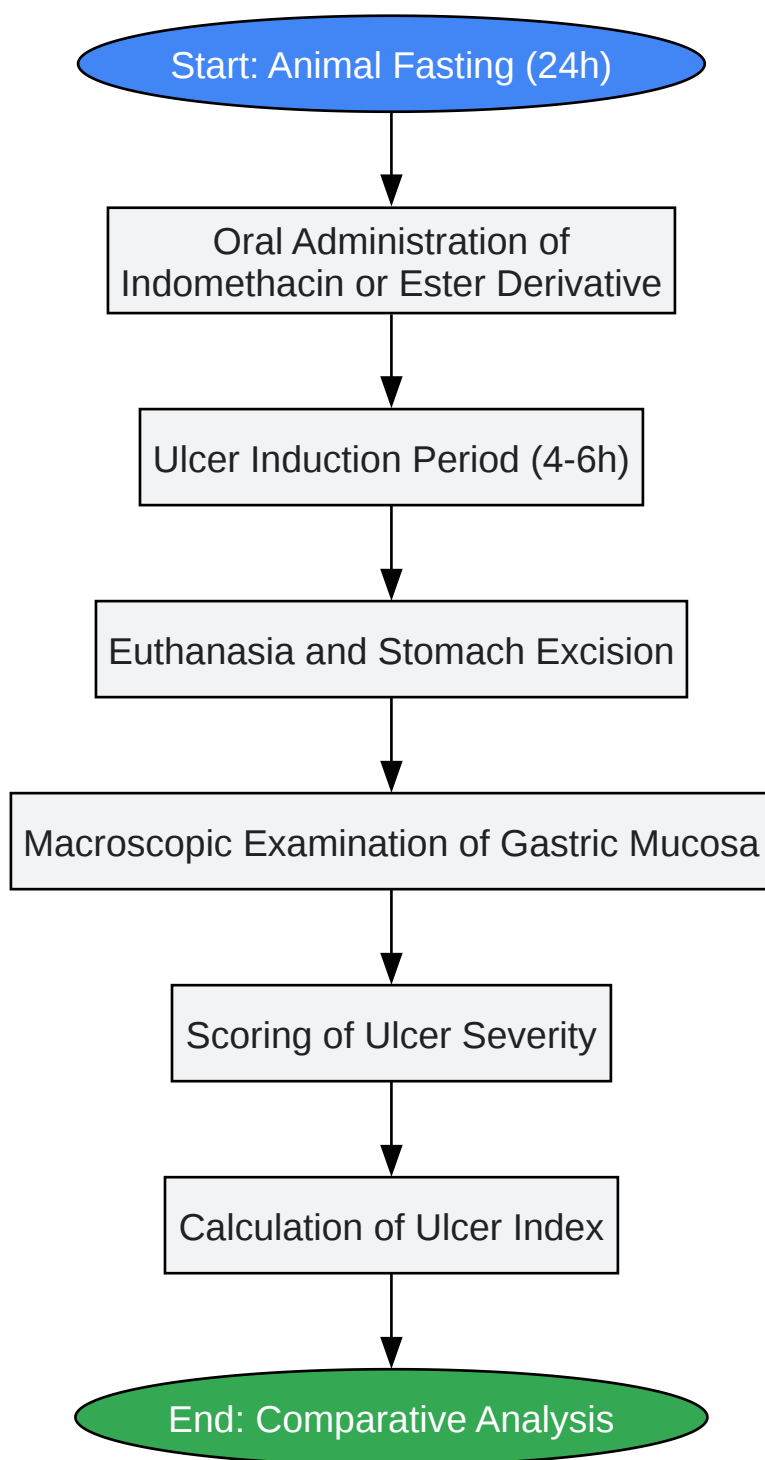 Start: Animal Fasting (24h)
Oral Administration of
Indomethacin or Ester Derivative
Ulcer Induction Period (4-6h)
Euthanasia and Stomach Excision
Macroscopic Examination of Gastric Mucosa
Scoring of Ulcer Severity
Calculation of Ulcer Index
End: Comparative Analysis